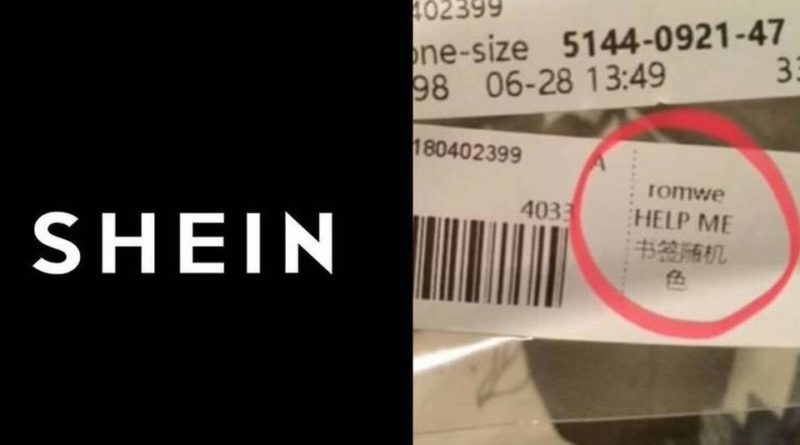 SHEIN
402399
one-size 5144-0921-47
98 06-28 13:49 33
180402399 A
4033
romwe
HELP ME
书签随机
色